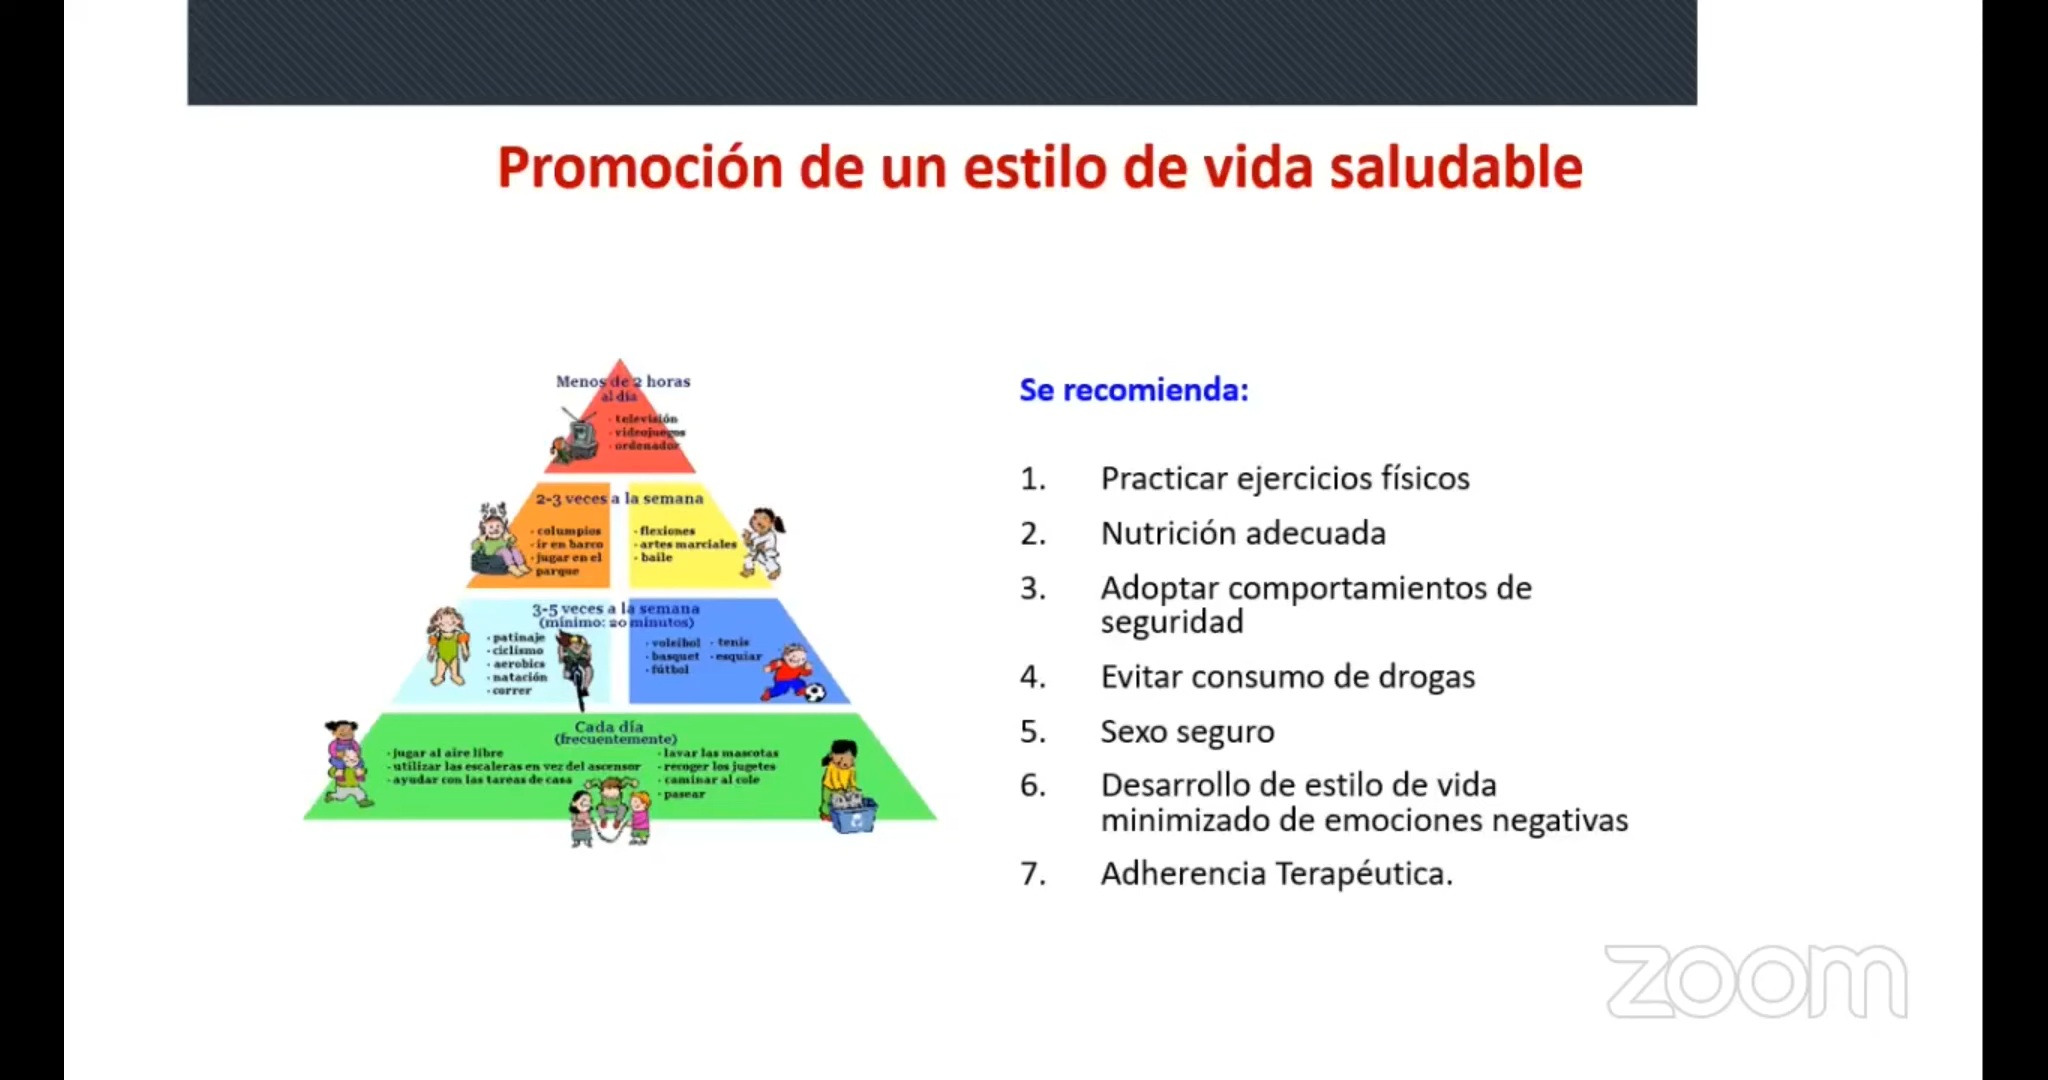 Promoción de un estilo de vida saludable
Menos de 2 horas
al día
· televisión
· videojuegos
· ordenador
2-3 veces a la semana
· columpios
· ir en barco
· jugar en el
parque
· flexiones
· artes marciales
· baile
3-5 veces a la semana
(mínimo: 20 minutos)
· patinaje
· ciclismo
· aerobics
· natación
· correr
· voleibol · tenis
· basquet · esquiar
· fútbol
Cada día
(frecuentemente)
· jugar al aire libre
· utilizar las escaleras en vez del ascensor
· ayudar con las tareas de casa
· lavar las mascotas
· recoger los jugetes
· caminar al cole
· pasear
Se recomienda:
1. Practicar ejercicios físicos
2. Nutrición adecuada
3. Adoptar comportamientos de
seguridad
4. Evitar consumo de drogas
5. Sexo seguro
6. Desarrollo de estilo de vida
minimizado de emociones negativas
7. Adherencia Terapéutica.
zoom